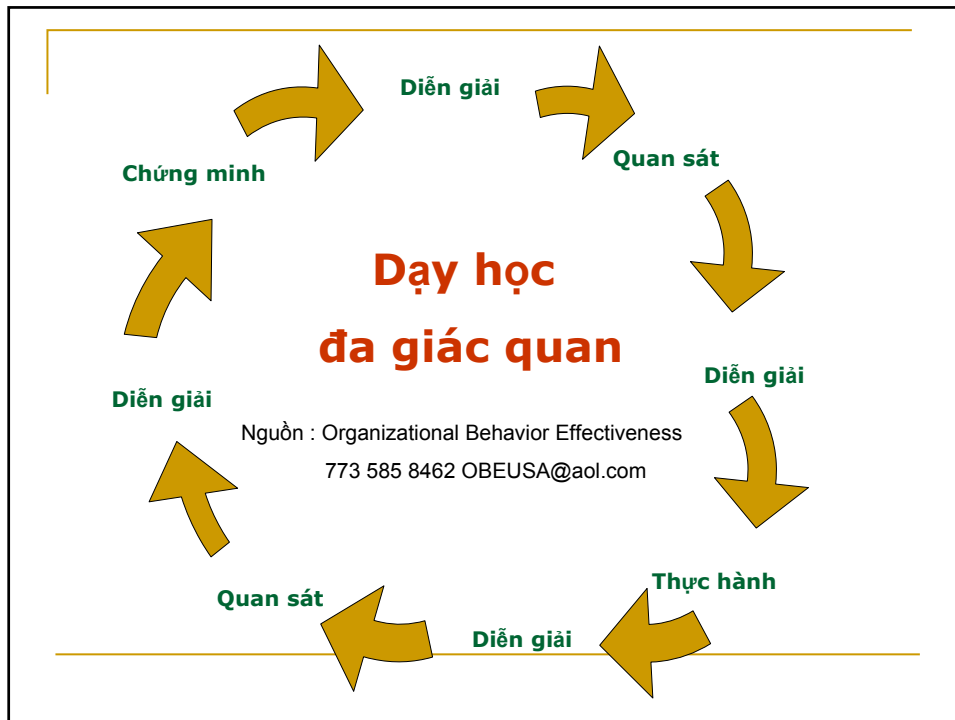 Diễn giải
Quan sát
Chứng minh
Dạy học
đa giác quan
Diễn giải
Diễn giải
Nguồn : Organizational Behavior Effectiveness
773 585 8462 OBEUSA@aol.com
Thực hành
Quan sát
Diễn giải